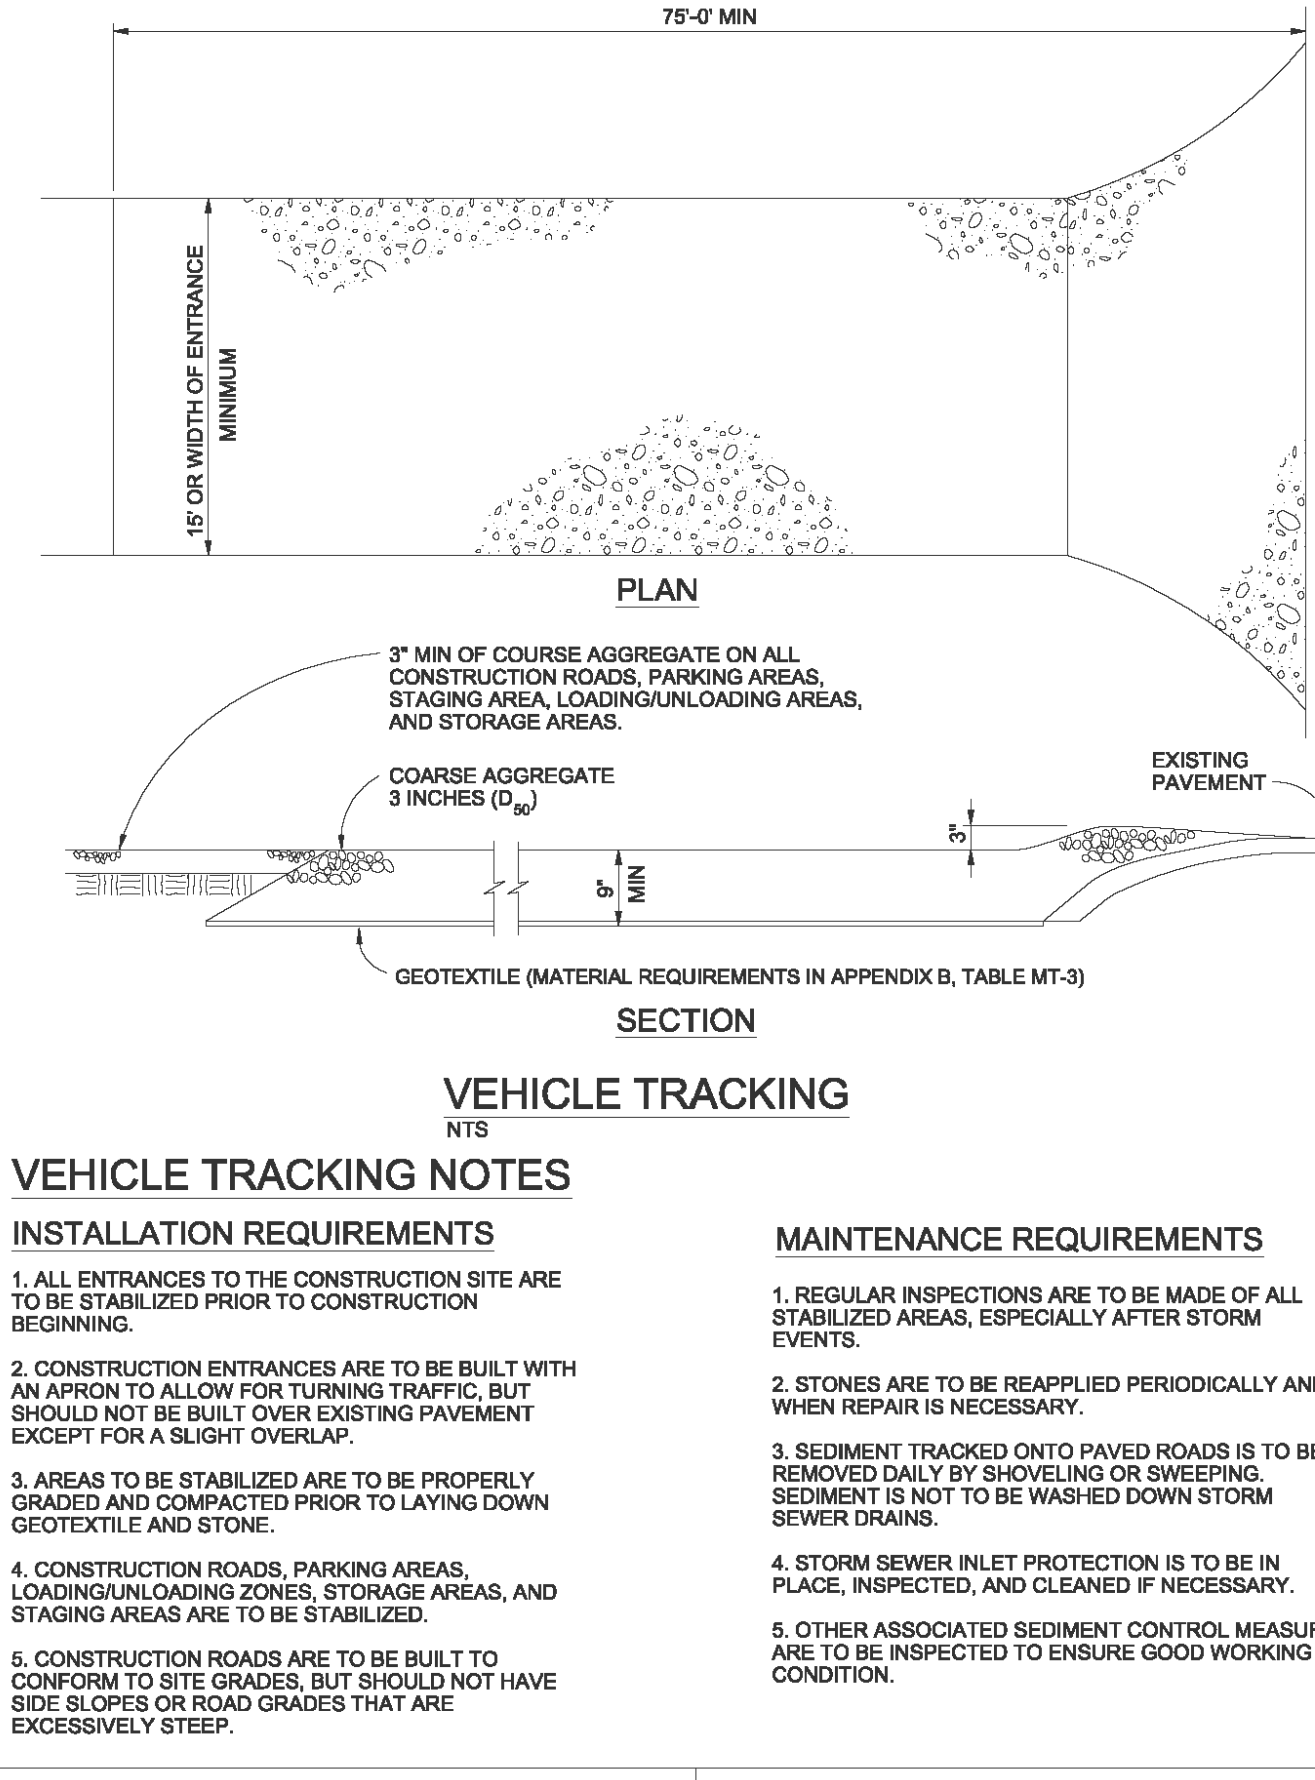 75'-0' MIN
15' OR WIDTH OF ENTRANCE
MINIMUM
PLAN
3" MIN OF COURSE AGGREGATE ON ALL
CONSTRUCTION ROADS, PARKING AREAS,
STAGING AREA, LOADING/UNLOADING AREAS,
AND STORAGE AREAS.
COARSE AGGREGATE
3 INCHES (D50)
EXISTING
PAVEMENT
3"
9"
MIN
GEOTEXTILE (MATERIAL REQUIREMENTS IN APPENDIX B, TABLE MT-3)
SECTION
VEHICLE TRACKING
NTS
VEHICLE TRACKING NOTES
INSTALLATION REQUIREMENTS
1. ALL ENTRANCES TO THE CONSTRUCTION SITE ARE
TO BE STABILIZED PRIOR TO CONSTRUCTION
BEGINNING.
2. CONSTRUCTION ENTRANCES ARE TO BE BUILT WITH
AN APRON TO ALLOW FOR TURNING TRAFFIC, BUT
SHOULD NOT BE BUILT OVER EXISTING PAVEMENT
EXCEPT FOR A SLIGHT OVERLAP.
3. AREAS TO BE STABILIZED ARE TO BE PROPERLY
GRADED AND COMPACTED PRIOR TO LAYING DOWN
GEOTEXTILE AND STONE.
4. CONSTRUCTION ROADS, PARKING AREAS,
LOADING/UNLOADING ZONES, STORAGE AREAS, AND
STAGING AREAS ARE TO BE STABILIZED.
5. CONSTRUCTION ROADS ARE TO BE BUILT TO
CONFORM TO SITE GRADES, BUT SHOULD NOT HAVE
SIDE SLOPES OR ROAD GRADES THAT ARE
EXCESSIVELY STEEP.
MAINTENANCE REQUIREMENTS
1. REGULAR INSPECTIONS ARE TO BE MADE OF ALL
STABILIZED AREAS, ESPECIALLY AFTER STORM
EVENTS.
2. STONES ARE TO BE REAPPLIED PERIODICALLY AN
WHEN REPAIR IS NECESSARY.
3. SEDIMENT TRACKED ONTO PAVED ROADS IS TO BE
REMOVED DAILY BY SHOVELING OR SWEEPING.
SEDIMENT IS NOT TO BE WASHED DOWN STORM
SEWER DRAINS.
4. STORM SEWER INLET PROTECTION IS TO BE IN
PLACE, INSPECTED, AND CLEANED IF NECESSARY.
5. OTHER ASSOCIATED SEDIMENT CONTROL MEASU
ARE TO BE INSPECTED TO ENSURE GOOD WORKING
CONDITION.